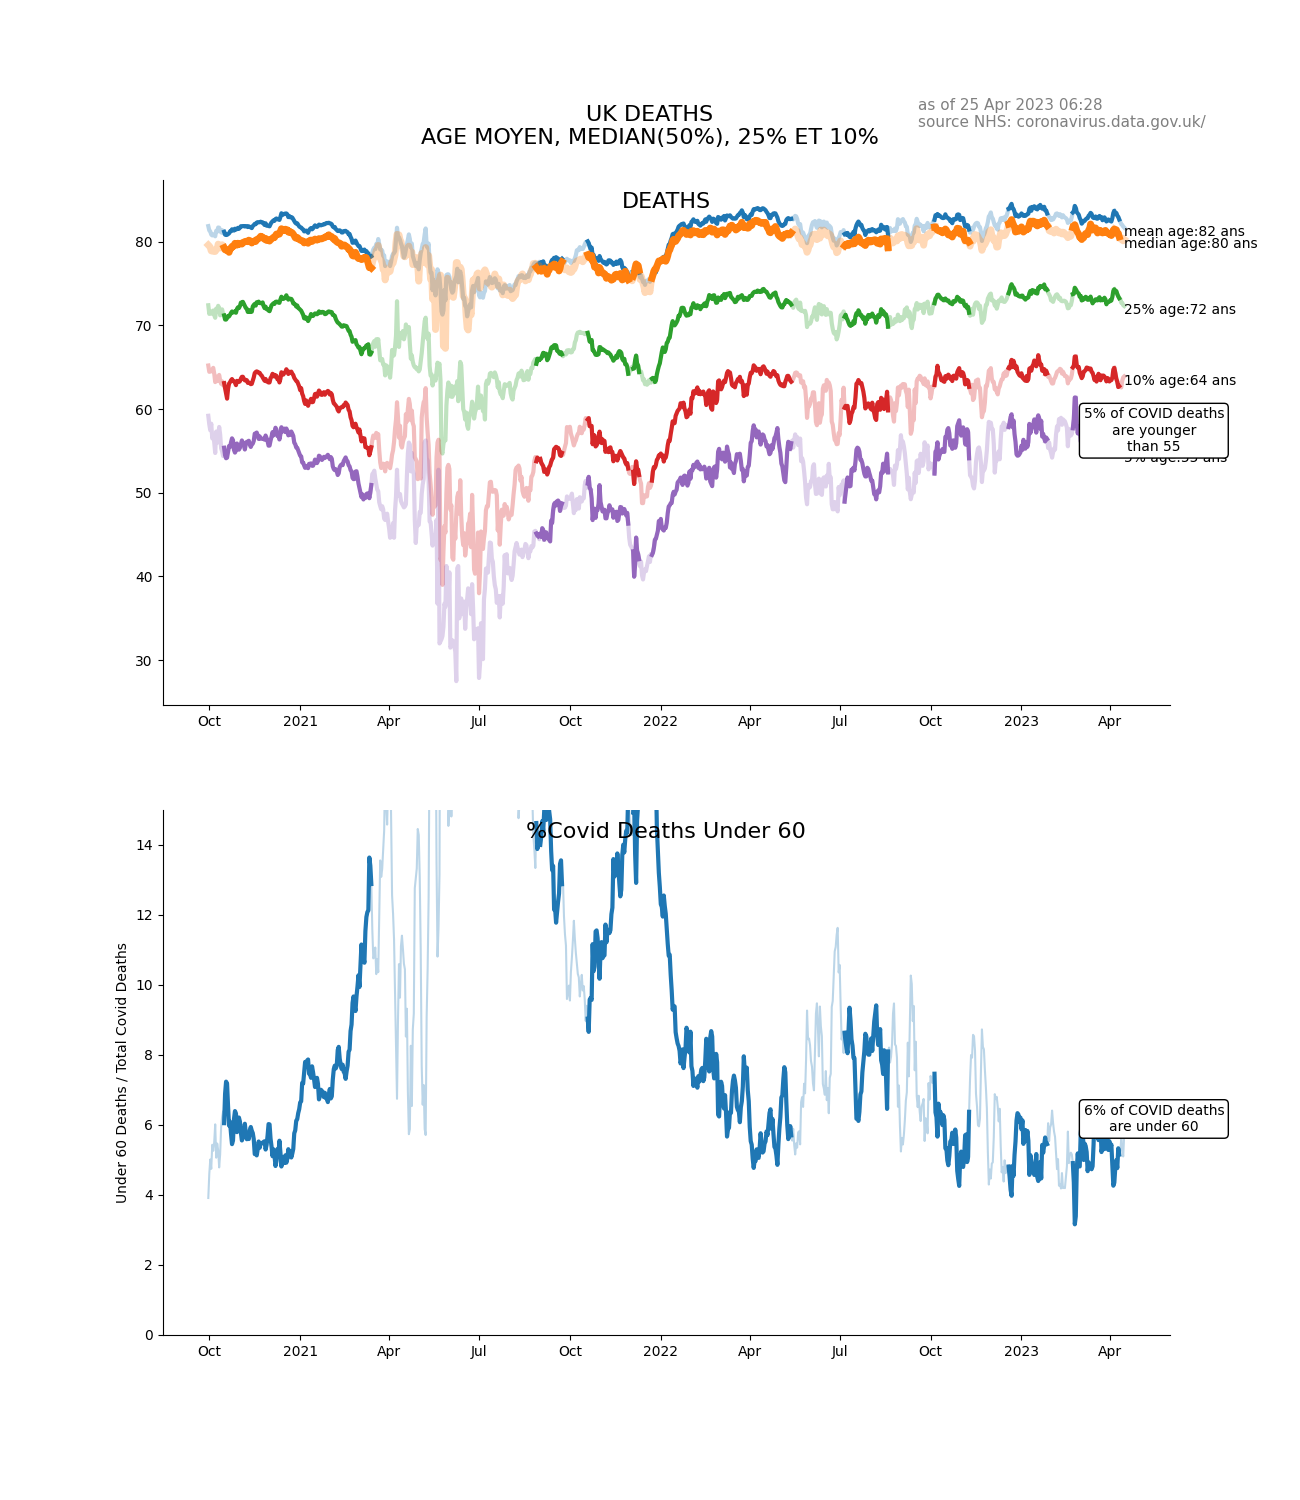 as of 25 Apr 2023 06:28
source NHS: coronavirus.data.gov.uk/
UK DEATHS
AGE MOYEN, MEDIAN(50%), 25% ET 10%
DEATHS
80
70
60
50
40
30
mean age:82 ans
median age:80 ans
25% age:72 ans
10% age:64 ans
5% of COVID deaths
are younger
than 55
5% age:55 ans
Oct
2021
Apr
Jul
Oct
2022
Apr
Jul
Oct
2023
Apr
%Covid Deaths Under 60
Under 60 Deaths / Total Covid Deaths
14
12
10
8
6
4
2
0
6% of COVID deaths
are under 60
Oct
2021
Apr
Jul
Oct
2022
Apr
Jul
Oct
2023
Apr